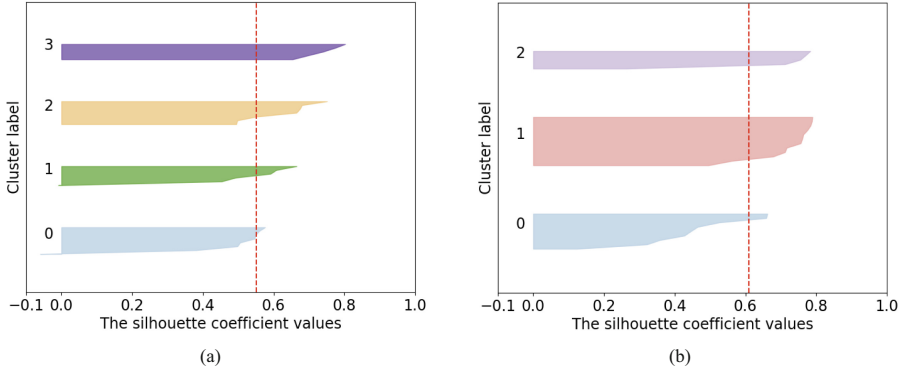 Cluster label
3
2
1
0
−0.1 0.0 0.2 0.4 0.6 0.8 1.0
The silhouette coefficient values
(a)
Cluster label
2
1
0
−0.1 0.0 0.2 0.4 0.6 0.8 1.0
The silhouette coefficient values
(b)